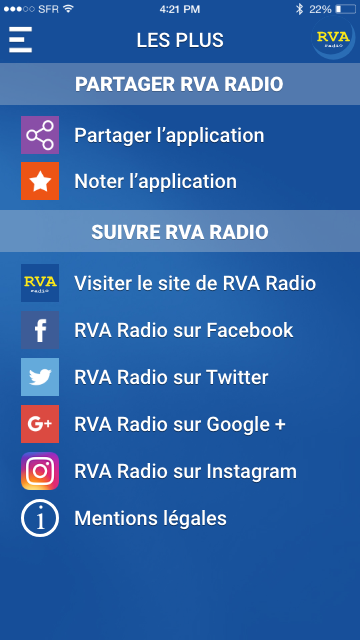 SFR 4:21 PM 22%
LES PLUS
RVA
radio
PARTAGER RVA RADIO
Partager l’application
Noter l’application
SUIVRE RVA RADIO
RVA
radio
Visiter le site de RVA Radio
f
RVA Radio sur Facebook
RVA Radio sur Twitter
G+
RVA Radio sur Google +
RVA Radio sur Instagram
i
Mentions légales